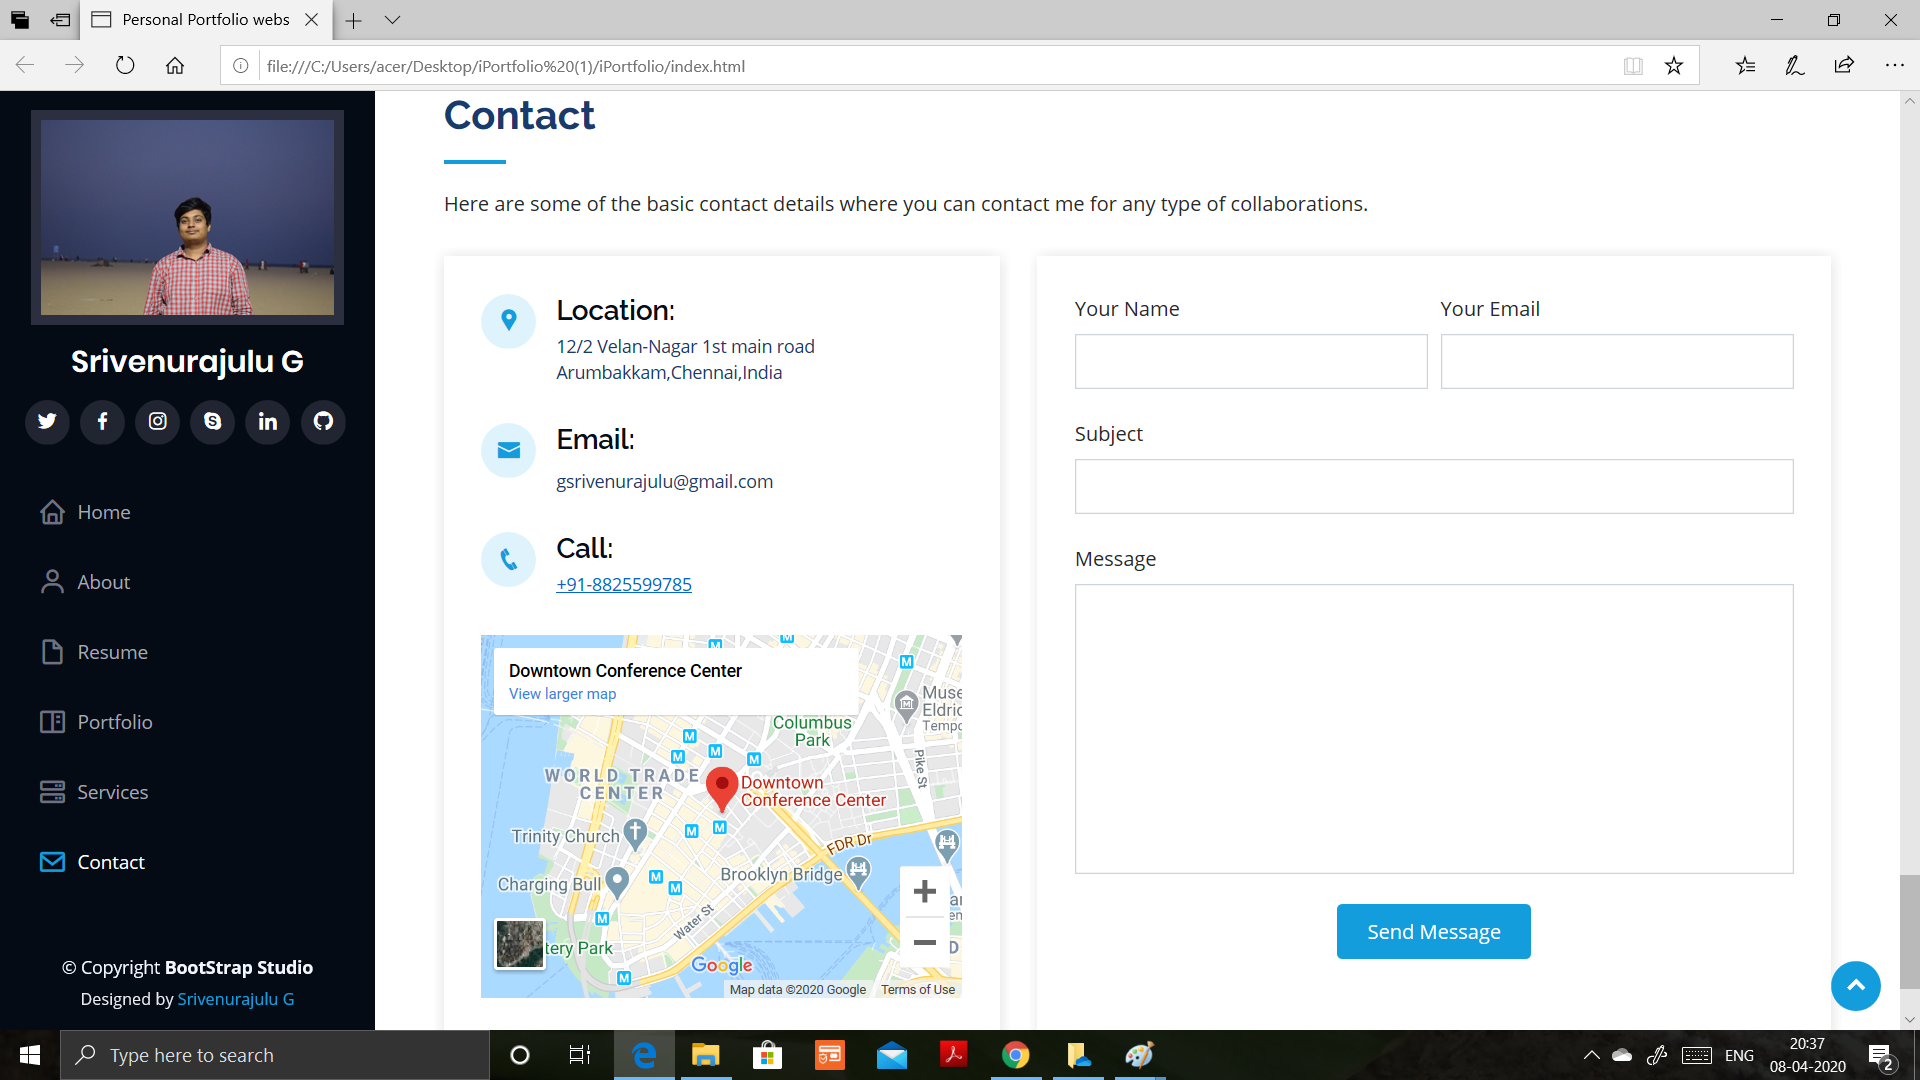 Personal Portfolio webs
file:///C:/Users/acer/Desktop/iPortfolio%20(1)/iPortfolio/index.html
Srivenurajulu G
Home
About
Resume
Portfolio
Services
Contact
© Copyright BootStrap Studio
Designed by Srivenurajulu G
Contact
Here are some of the basic contact details where you can contact me for any type of collaborations.
Location:
12/2 Velan-Nagar 1st main road
Arumbakkam,Chennai,India
Email:
gsrivenurajulu@gmail.com
Call:
+91-8825599785
Downtown Conference Center
View larger map
Columbus
Park
Muse
Eldric
Tempo
Pike St
WORLD TRADE
CENTER
Downtown
Conference Center
Trinity Church
FDR Dr
Charging Bull
Brooklyn Bridge
Water St
tery Park
Google
Map data ©2020 Google
Terms of Use
Your Name
Your Email
Subject
Message
Send Message
Type here to search
ENG
20:37
08-04-2020
2